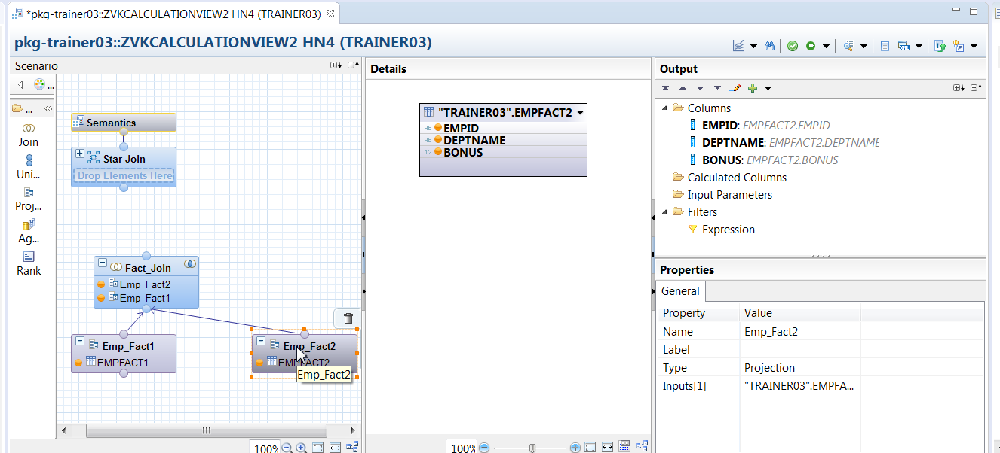 *pkg-trainer03::ZVKCALCULATIONVIEW2 HN4 (TRAINER03)
pkg-trainer03::ZVKCALCULATIONVIEW2 HN4 (TRAINER03)
Scenario
...
...
Join
Uni...
Proj...
Ag...
Rank
Semantics
Star Join
Drop Elements Here
Fact_Join
Emp_Fact2
Emp_Fact1
Emp_Fact1
EMPFACT1
Emp_Fact2
EMPFACT2
Emp_Fact2
100%
Details
"TRAINER03".EMPFACT2
AB EMPID
AB DEPTNAME
12 BONUS
100%
Output
Columns
EMPID: EMPFACT2.EMPID
DEPTNAME: EMPFACT2.DEPTNAME
BONUS: EMPFACT2.BONUS
Calculated Columns
Input Parameters
Filters
Expression
Properties
General
Property Value
Name Emp_Fact2
Label
Type Projection
Inputs[1] "TRAINER03".EMPFA...